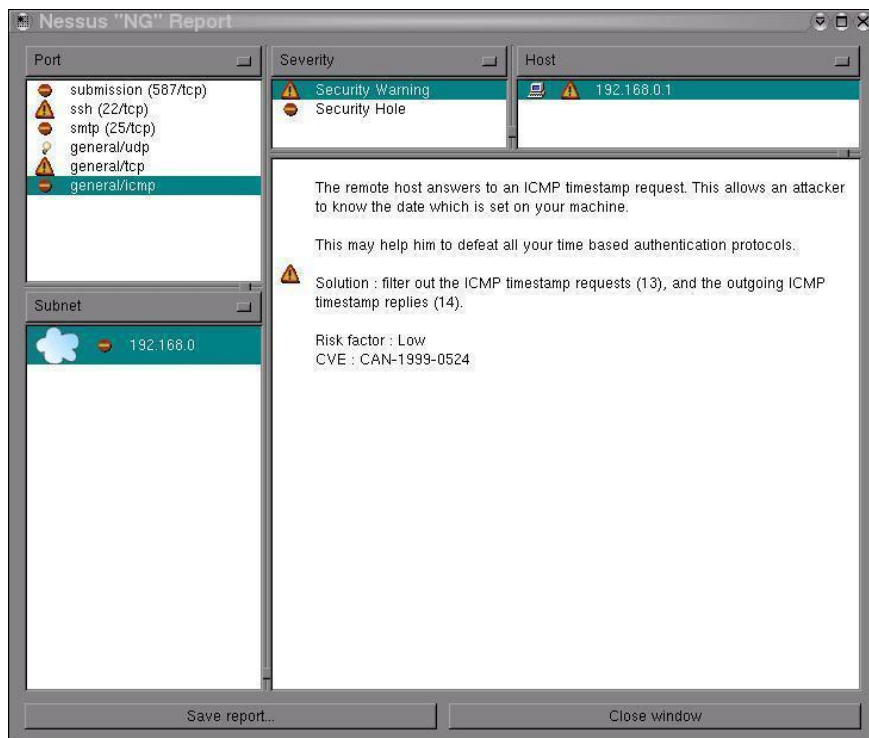 Nessus "NG" Report
Port
submission (587/tcp)
ssh (22/tcp)
smtp (25/tcp)
general/udp
general/tcp
general/icmp
Subnet
192.168.0
Severity
Security Warning
Security Hole
Host
192.168.0.1
The remote host answers to an ICMP timestamp request. This allows an attacker
to know the date which is set on your machine.
This may help him to defeat all your time based authentication protocols.
Solution : filter out the ICMP timestamp requests (13), and the outgoing ICMP
timestamp replies (14).
Risk factor : Low
CVE : CAN-1999-0524
Save report...
Close window